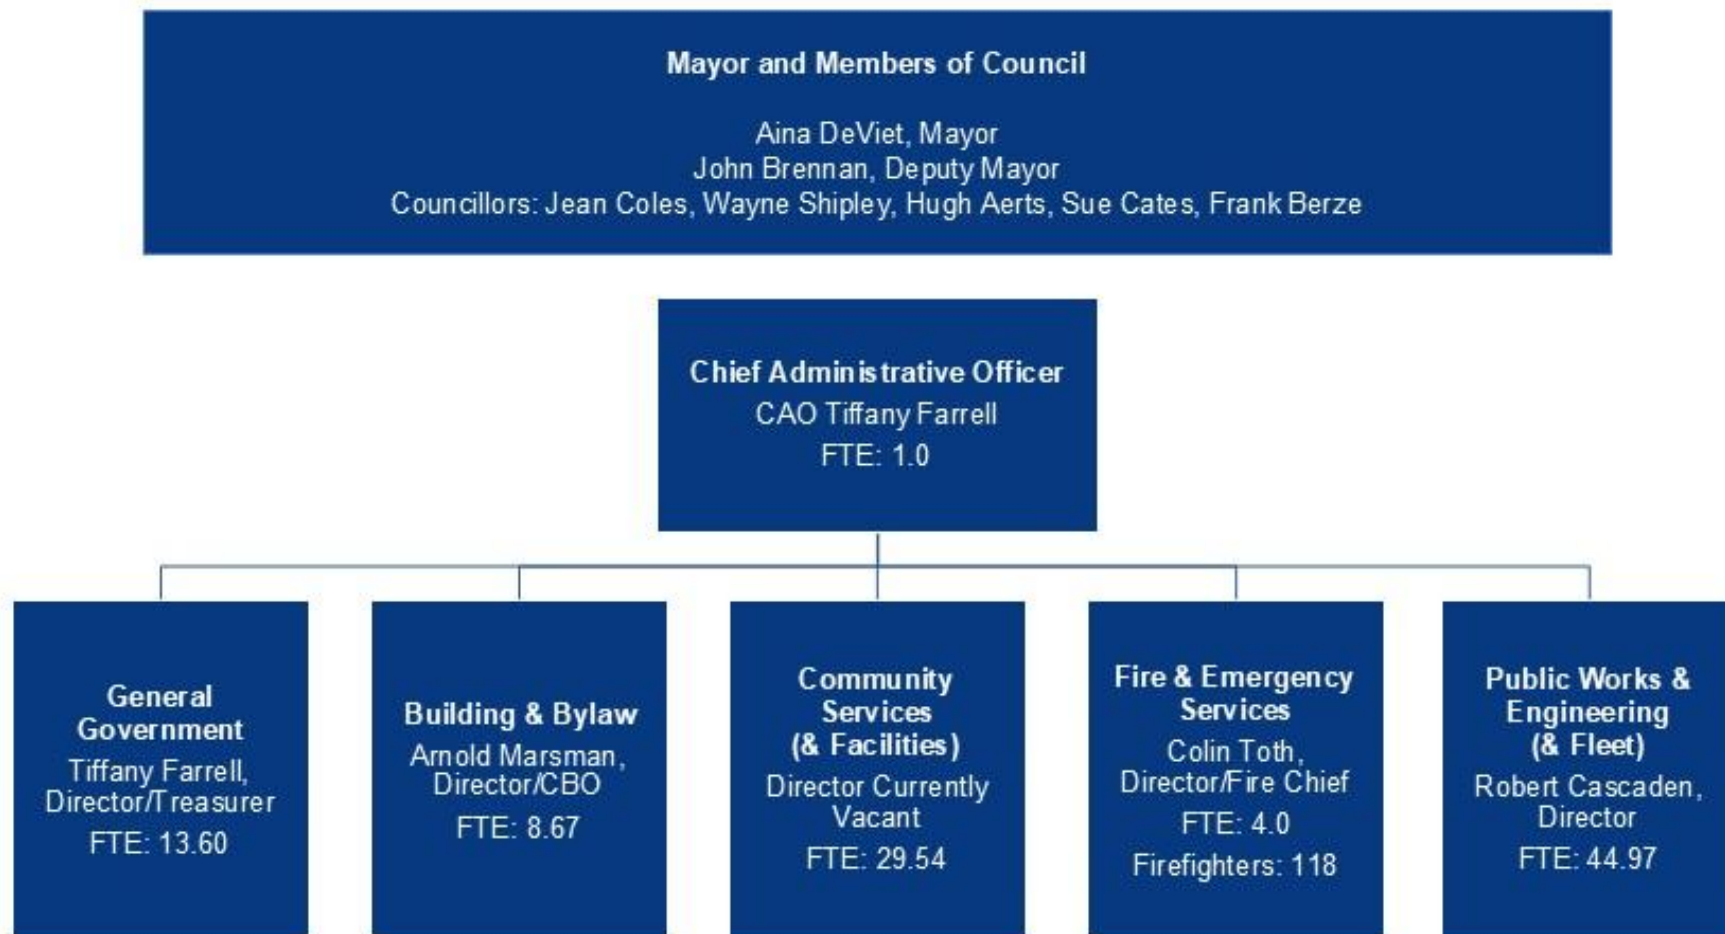 Mayor and Members of Council
Aina DeViet, Mayor
John Brennan, Deputy Mayor
Councillors: Jean Coles, Wayne Shipley, Hugh Aerts, Sue Cates, Frank Berze
Chief Administrative Officer
CAO Tiffany Farrell
FTE: 1.0
General
Government
Tiffany Farrell,
Director/Treasurer
FTE: 13.60
Building & Bylaw
Arnold Marsman,
Director/CBO
FTE: 8.67
Community
Services
(& Facilities)
Director Currently
Vacant
FTE: 29.54
Fire & Emergency
Services
Colin Toth,
Director/Fire Chief
FTE: 4.0
Firefighters: 118
Public Works &
Engineering
(& Fleet)
Robert Cascaden,
Director
FTE: 44.97